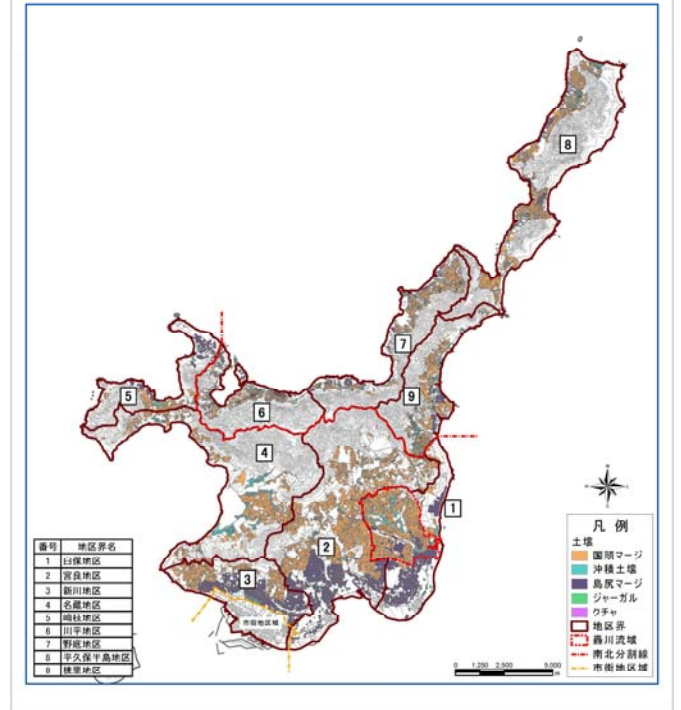 8
7
5
9
6
4
1
2
3
市街地区域
番号 地区界名
1 白保地区
2 宮良地区
3 新川地区
4 名蔵地区
5 崎枝地区
6 川平地区
7 野底地区
8 平久保半島地区
9 桃里地区
凡 例
土壌
国頭マージ
沖積土壌
島尻マージ
ジャーガル
クチャ
地区界
轟川流域
南北分割線
市街地区域
0 1,250 2,500 5,000
m